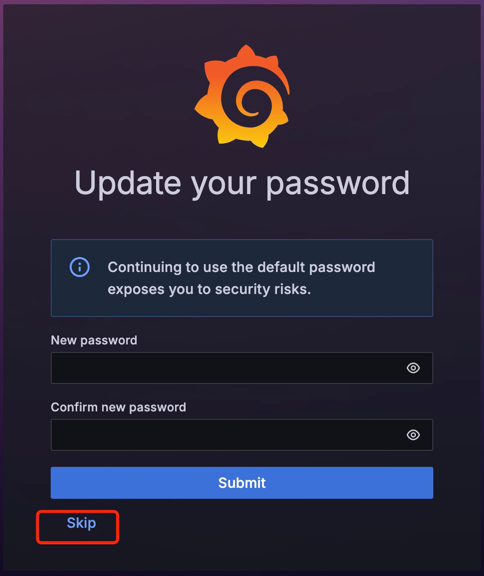 Update your password
Continuing to use the default password
exposes you to security risks.
New password
Confirm new password
Submit
Skip